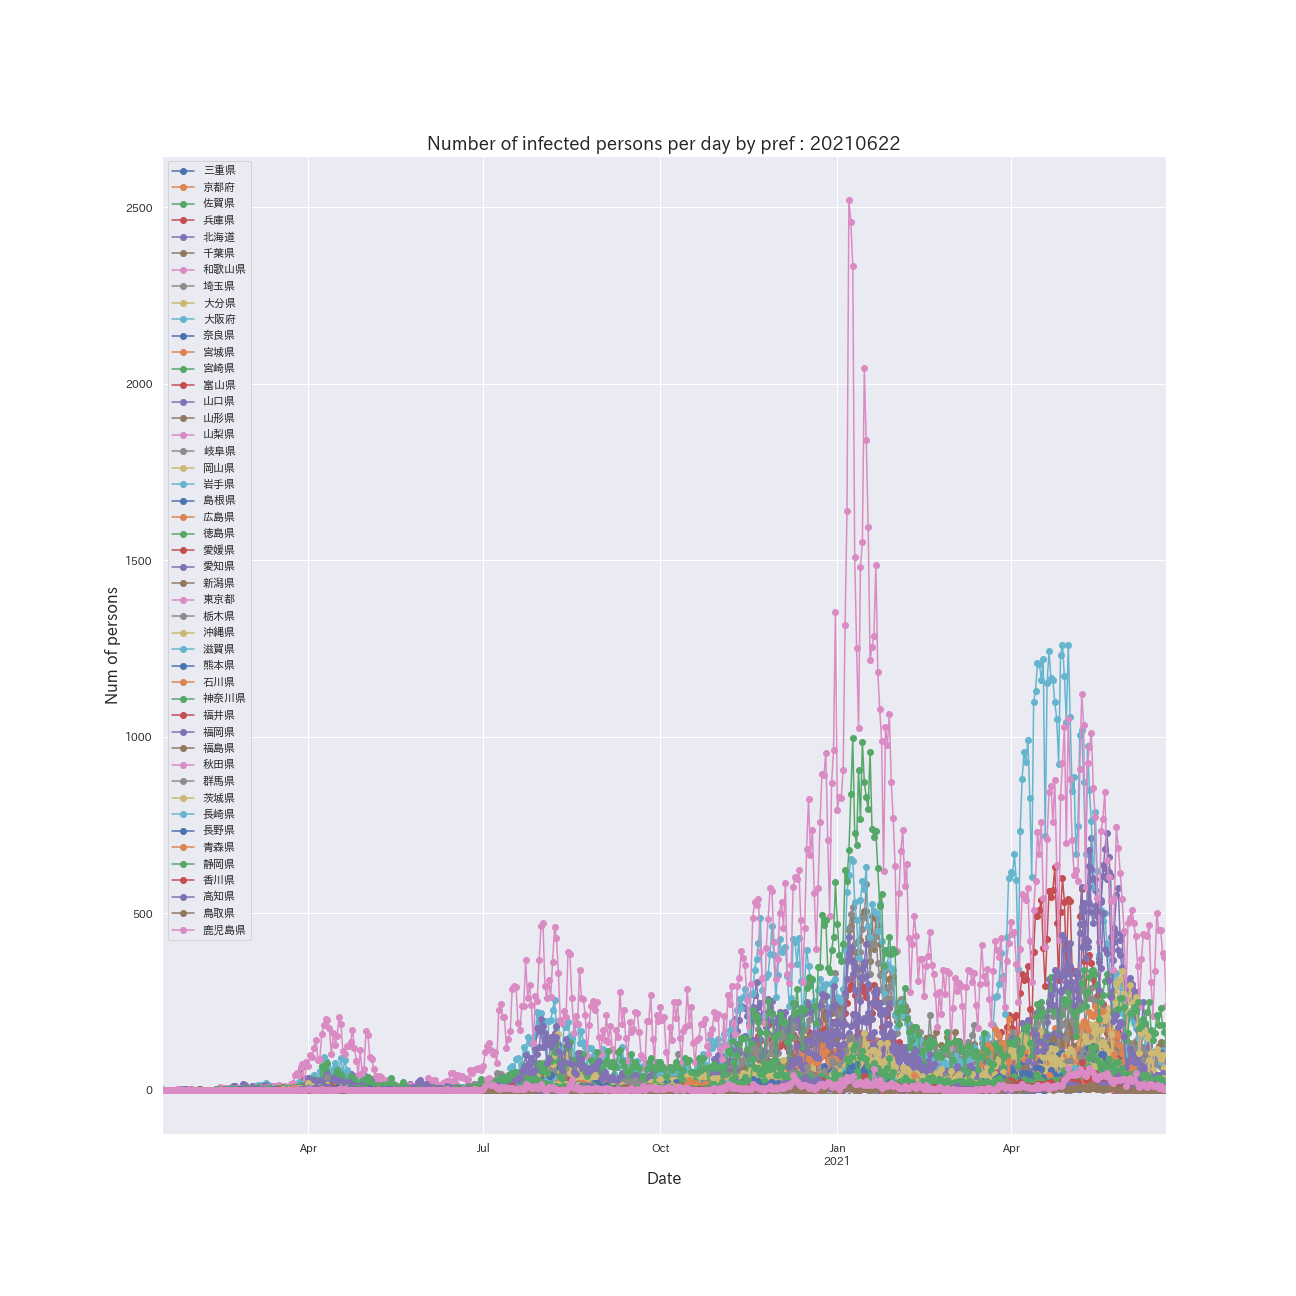 Number of infected persons per day by pref : 20210622
三重県
京都府
佐賀県
兵庫県
北海道
千葉県
和歌山県
埼玉県
大分県
大阪府
奈良県
宮城県
宮崎県
富山県
山口県
山形県
山梨県
岐阜県
岡山県
岩手県
島根県
広島県
徳島県
愛媛県
愛知県
新潟県
東京都
栃木県
沖縄県
滋賀県
熊本県
石川県
神奈川県
福井県
福岡県
福島県
秋田県
群馬県
茨城県
長崎県
長野県
青森県
静岡県
香川県
高知県
鳥取県
鹿児島県
2500
2000
1500
1000
500
0
Num of persons
Apr Jul Oct Jan Apr
2021
Date